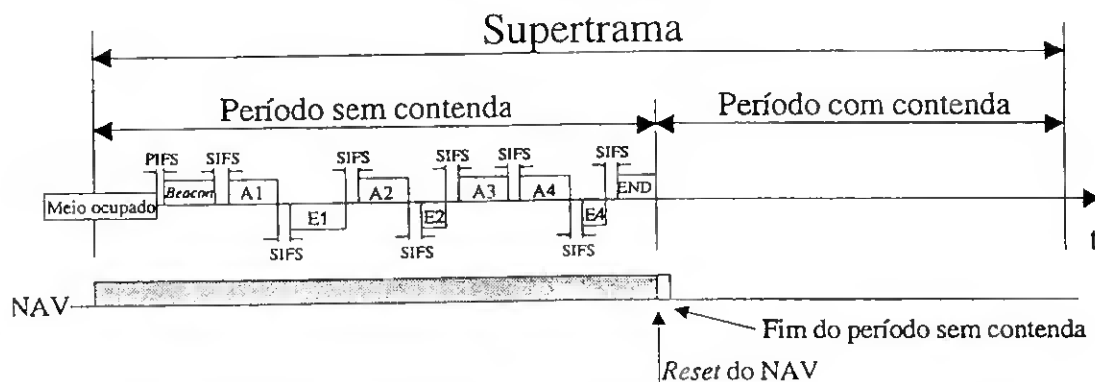 Supertrama
Período sem contenda
Período com contenda
PIFS SIFS SIFS SIFS SIFS SIFS
Meio ocupado Beacon A1 E1 A2 E2 A3 A4 E4 END
SIFS SIFS SIFS
t
NAV
Fim do período sem contenda
Reset do NAV